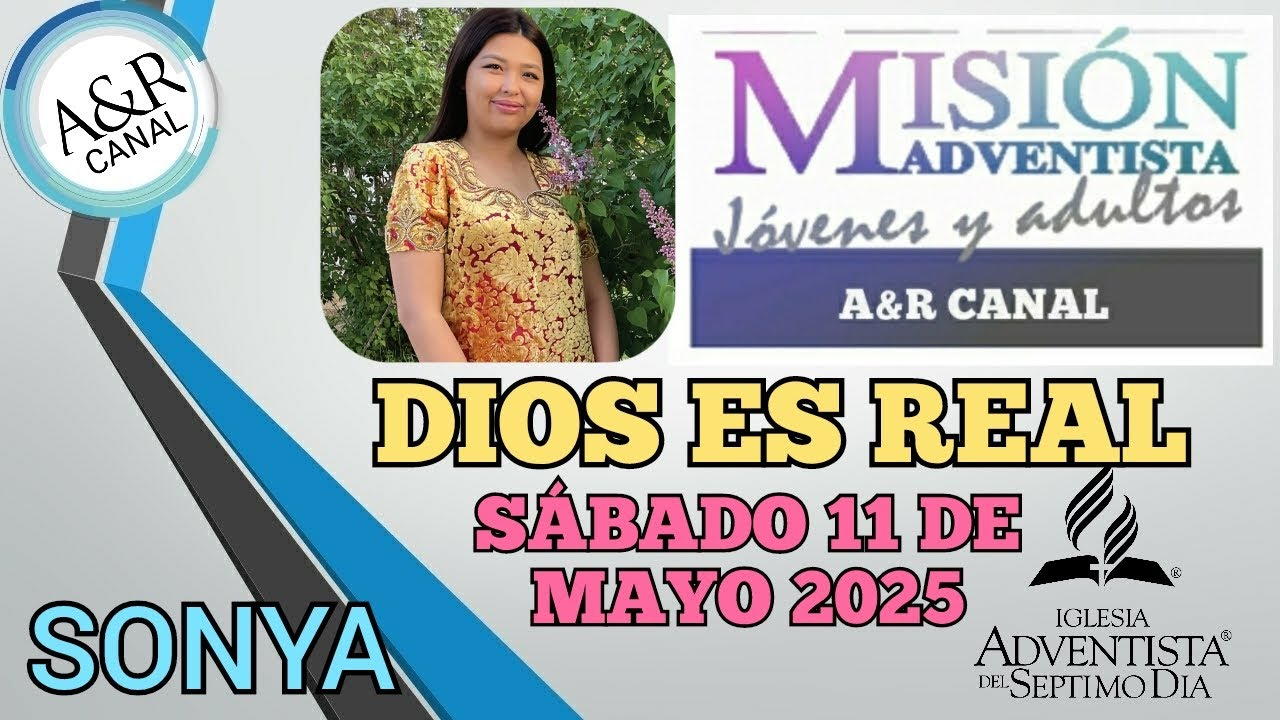 A&R
CANAL
MISIÓN
ADVENTISTA
Jóvenes y adultos
A&R CANAL
DIOS ES REAL
SÁBADO 11 DE
MAYO 2025
SONYA
®
IGLESIA
ADVENTISTA®
DEL SEPTIMO DIA